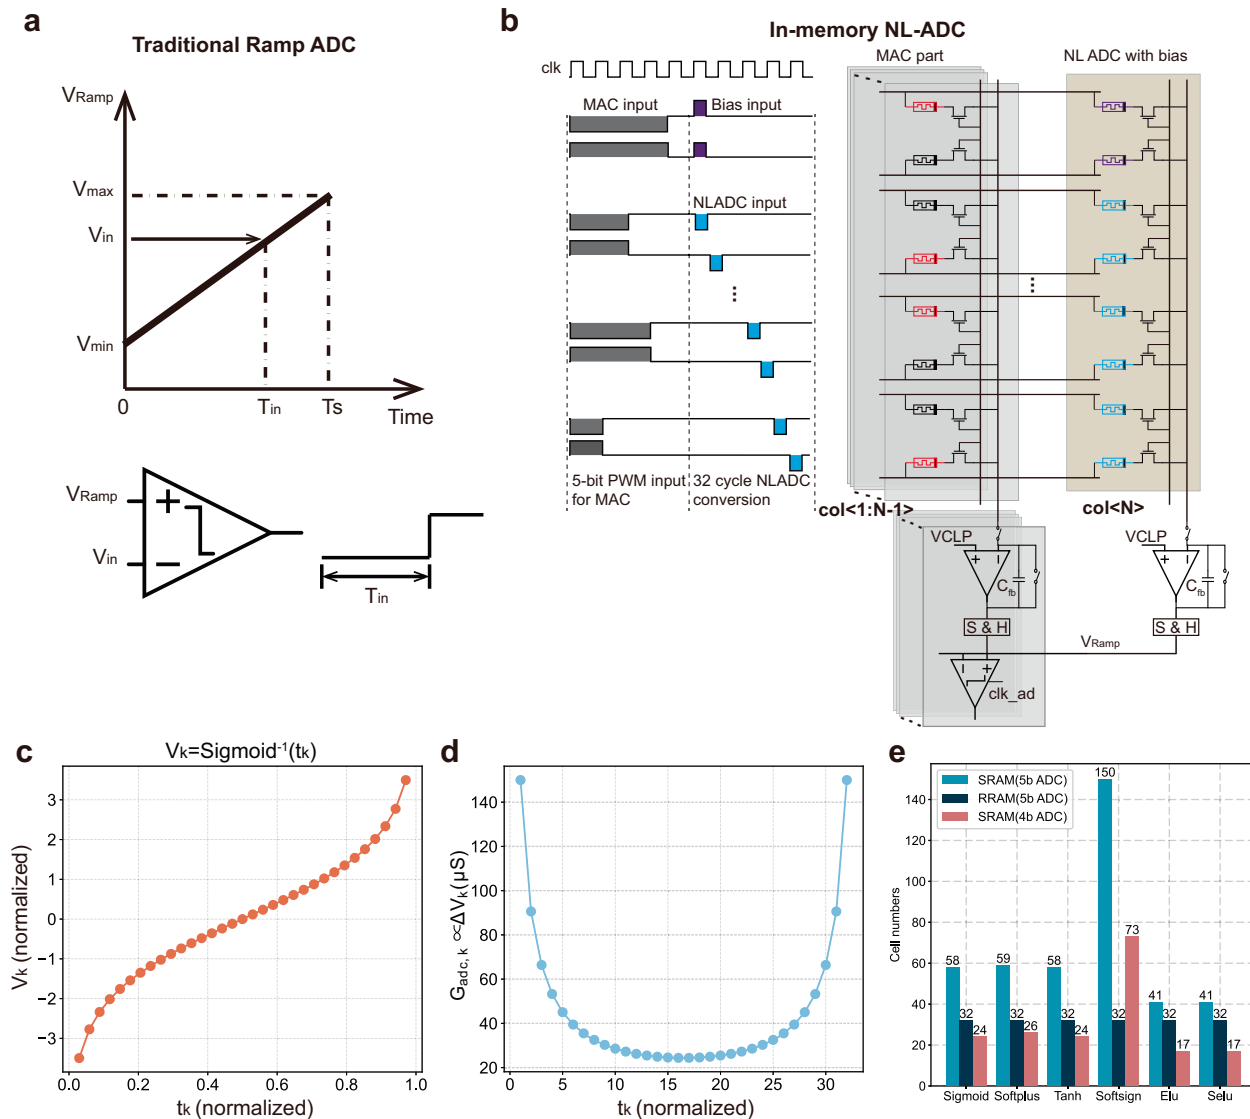 a
Traditional Ramp ADC
VRamp
Vmax
Vin
Vmin
0
Tin
Ts
Time
VRamp
Vin
Tin
b
In-memory NL-ADC
clk
MAC input
Bias input
NLADC input
5-bit PWM input
for MAC
32 cycle NLADC
conversion
MAC part
NL ADC with bias
col<1:N-1>
col<N>
VCLP
+
Cfb
S & H
VCLP
+
Cfb
S & H
VRamp
+
clk_ad
c
Vk=Sigmoid⁻¹(tk)
Vk (normalized)
3
2
1
0
−1
−2
−3
0.0 0.2 0.4 0.6 0.8 1.0
tk (normalized)
d
Gadc, k ∝ΔVk(μS)
140
120
100
80
60
40
20
0 5 10 15 20 25 30
tk (normalized)
e
SRAM(5b ADC)
RRAM(5b ADC)
SRAM(4b ADC)
Cell numbers
140
120
100
80
60
40
20
0
58 32 24
59 32 26
58 32 24
150 32 73
41 32 17
41 32 17
Sigmoid Softplus Tanh Softsign Elu Selu